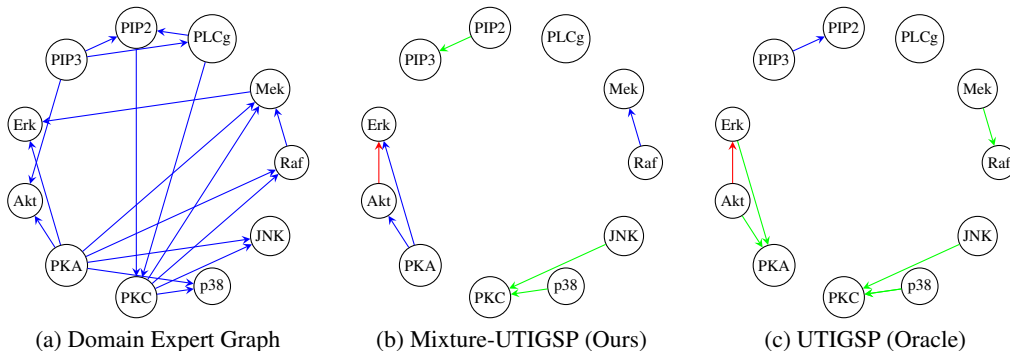 PIP2
PLCg
PIP3
Mek
Erk
Raf
Akt
JNK
PKA
p38
PKC
(a) Domain Expert Graph
PIP2
PLCg
PIP3
Mek
Erk
Raf
Akt
JNK
PKA
p38
PKC
(b) Mixture-UTIGSP (Ours)
PIP2
PLCg
PIP3
Mek
Erk
Raf
Akt
JNK
PKA
p38
PKC
(c) UTIGSP (Oracle)